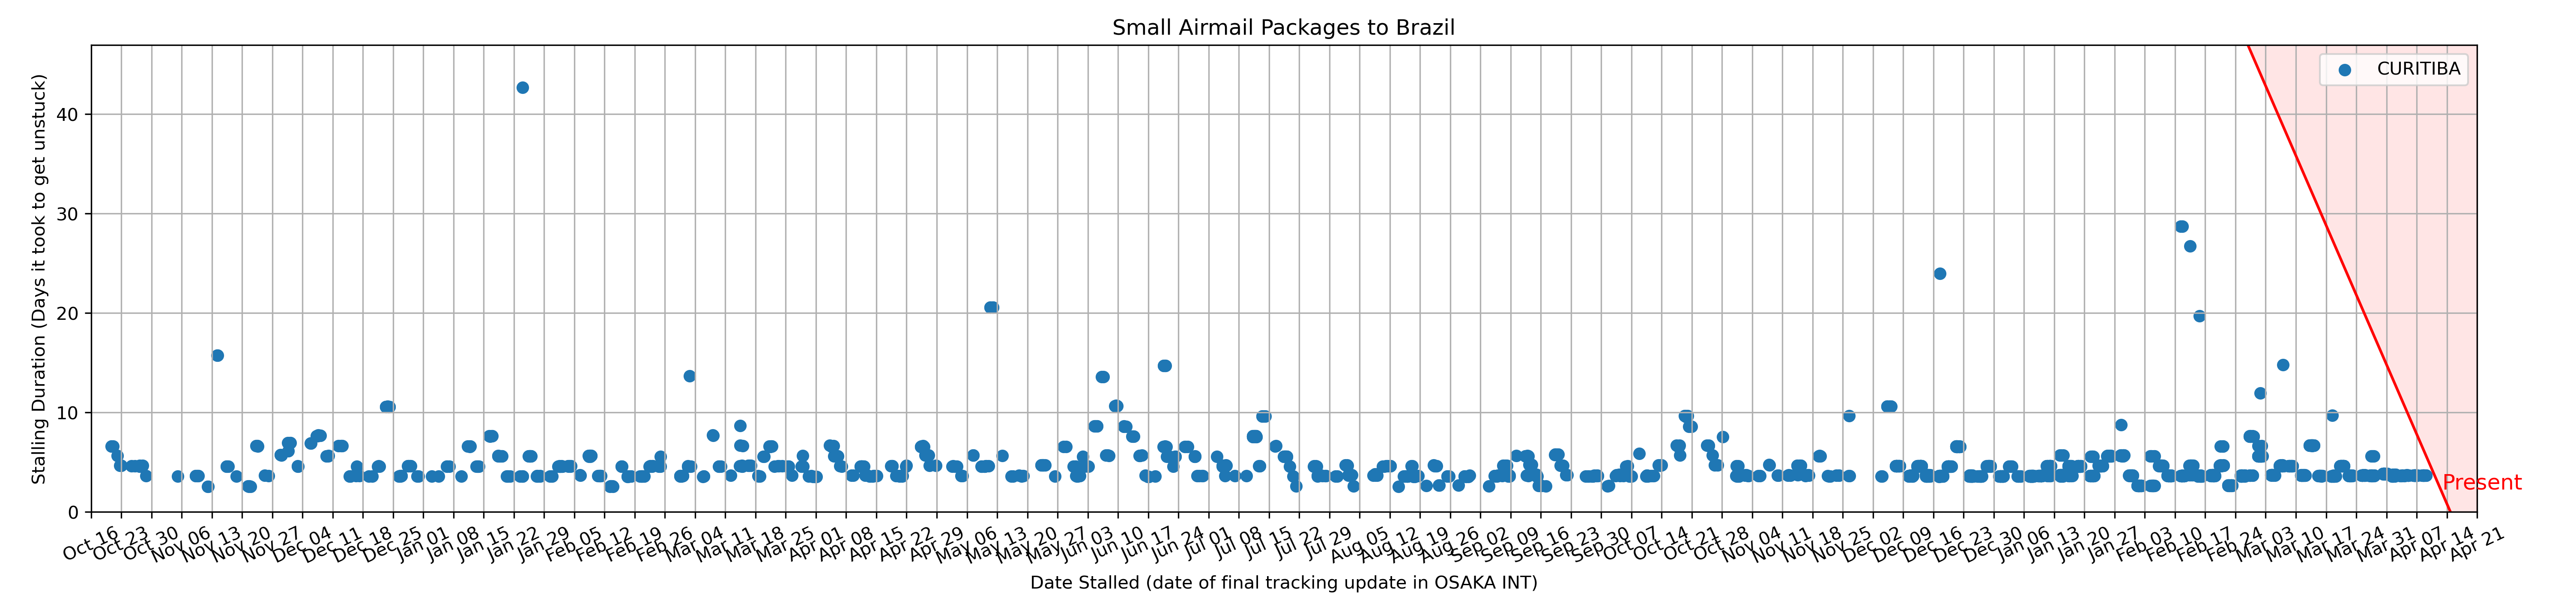 Small Airmail Packages to Brazil
CURITIBA
Stalling Duration (Days it took to get unstuck)
40
30
20
10
0
Present
Oct 16 Oct 23 Oct 30 Nov 06 Nov 13 Nov 20 Nov 27 Dec 04 Dec 11 Dec 18 Dec 25 Jan 01 Jan 08 Jan 15 Jan 22 Jan 29 Feb 05 Feb 12 Feb 19 Feb 26 Mar 04 Mar 11 Mar 18 Mar 25 Apr 01 Apr 08 Apr 15 Apr 22 Apr 29 May 06 May 13 May 20 May 27 Jun 03 Jun 10 Jun 17 Jun 24 Jul 01 Jul 08 Jul 15 Jul 22 Jul 29 Aug 05 Aug 12 Aug 19 Aug 26 Sep 02 Sep 09 Sep 16 Sep 23 Sep 30 Oct 07 Oct 14 Oct 21 Oct 28 Nov 04 Nov 11 Nov 18 Nov 25 Dec 02 Dec 09 Dec 16 Dec 23 Dec 30 Jan 06 Jan 13 Jan 20 Jan 27 Feb 03 Feb 10 Feb 17 Feb 24 Mar 03 Mar 10 Mar 17 Mar 24 Mar 31 Apr 07 Apr 14 Apr 21
Date Stalled (date of final tracking update in OSAKA INT)